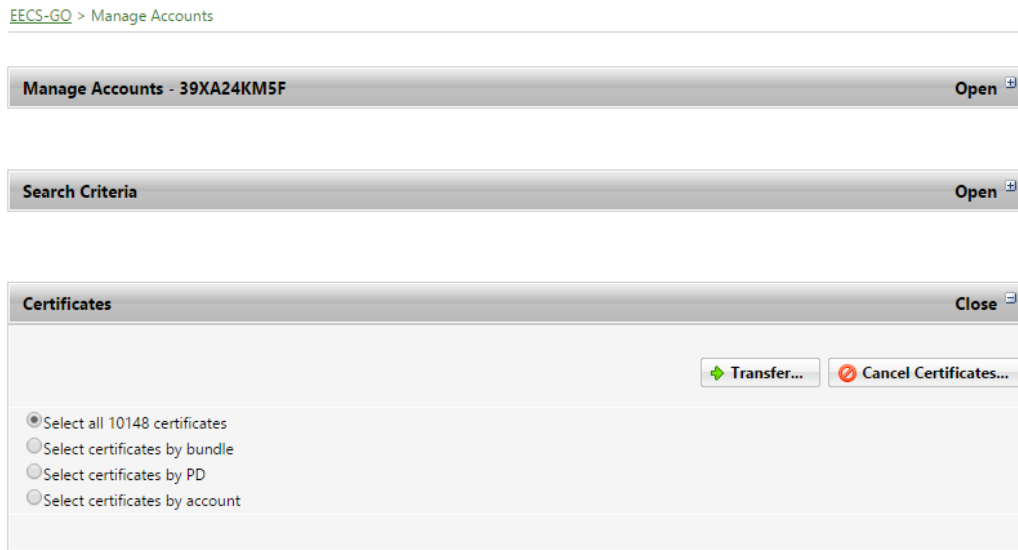 EECS-GO > Manage Accounts
Manage Accounts - 39XA24KM5F Open
Search Criteria Open
Certificates Close
Transfer... Cancel Certificates...
Select all 10148 certificates
Select certificates by bundle
Select certificates by PD
Select certificates by account